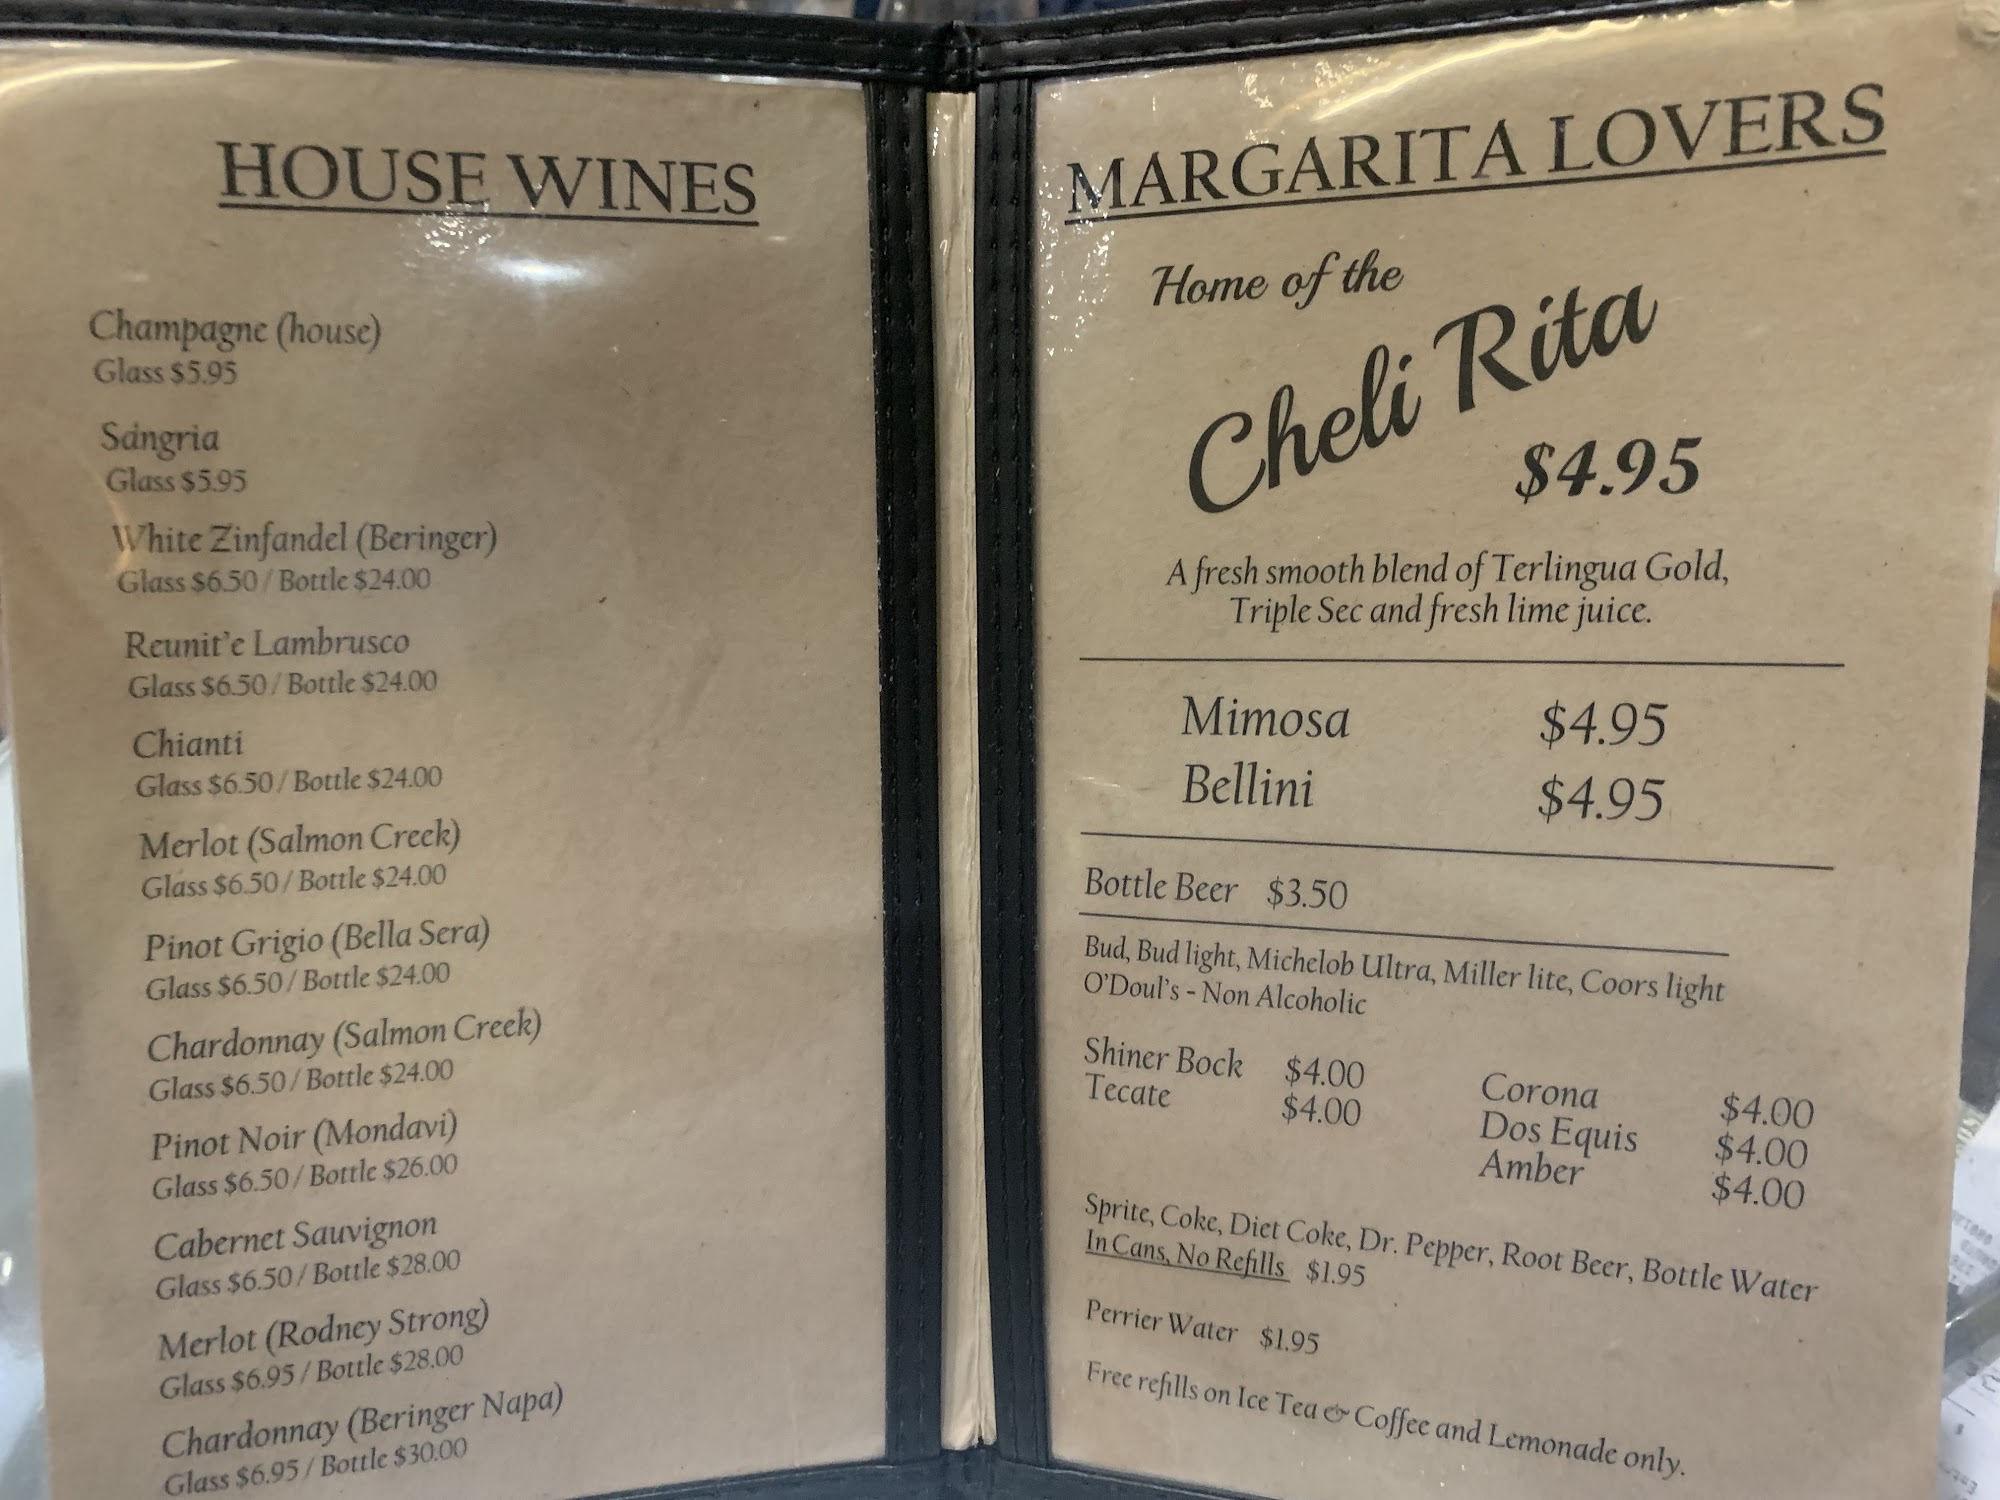 HOUSE WINES
Champagne (house)
Glass $5.95
Sangria
Glass $5.95
White Zinfandel (Beringer)
Glass $6.50 / Bottle $24.00
Reunit'e Lambrusco
Glass $6.50 / Bottle $24.00
Chianti
Glass $6.50 / Bottle $24.00
Merlot (Salmon Creek)
Glass $6.50 / Bottle $24.00
Pinot Grigio (Bella Sera)
Glass $6.50 / Bottle $24.00
Chardonnay (Salmon Creek)
Glass $6.50 / Bottle $24.00
Pinot Noir (Mondavi)
Glass $6.50 / Bottle $26.00
Cabernet Sauvignon
Glass $6.50 / Bottle $28.00
Merlot (Rodney Strong)
Glass $6.95 / Bottle $28.00
Chardonnay (Beringer Napa)
Glass $6.95 / Bottle $30.00
MARGARITA LOVERS
Home of the
Cheli Rita
$4.95
A fresh smooth blend of Terlingua Gold,
Triple Sec and fresh lime juice.
Mimosa $4.95
Bellini $4.95
Bottle Beer $3.50
Bud, Bud light, Michelob Ultra, Miller lite, Coors light
O'Doul's - Non Alcoholic
Shiner Bock $4.00
Tecate $4.00
Corona $4.00
Dos Equis $4.00
Amber $4.00
Sprite, Coke, Diet Coke, Dr. Pepper, Root Beer, Bottle Water
In Cans, No Refills $1.95
Perrier Water $1.95
Free refills on Ice Tea & Coffee and Lemonade only.